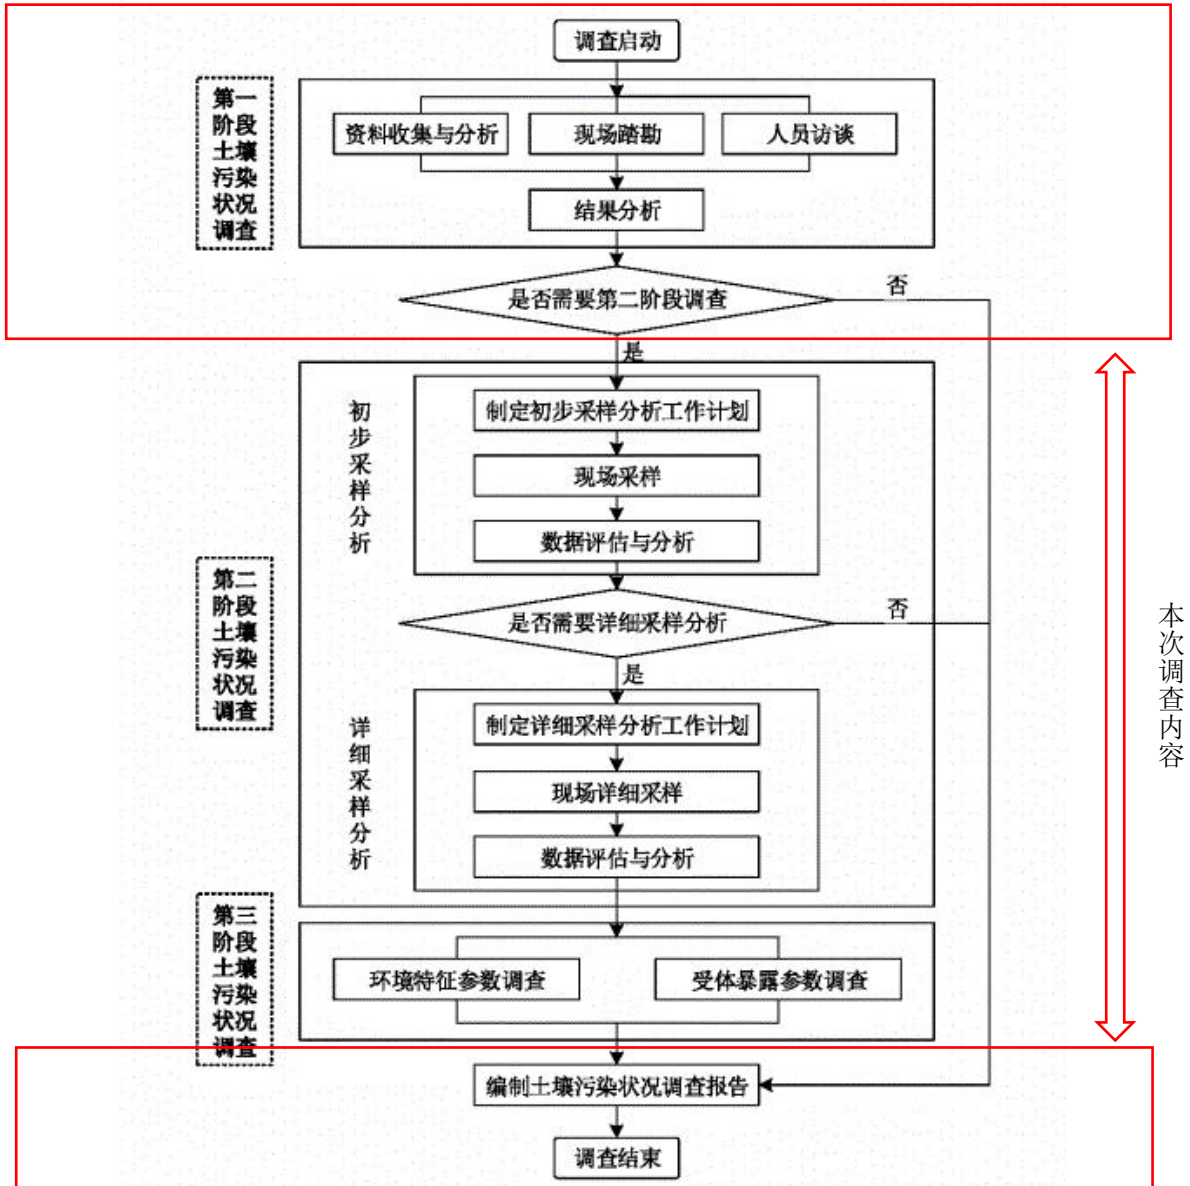 调查启动
第一
阶段
土壤
污染
状况
调查
资料收集与分析
现场踏勘
人员访谈
结果分析
是否需要第二阶段调查
否
是
初步采样分析
制定初步采样分析工作计划
现场采样
数据评估与分析
第二
阶段
土壤
污染
状况
调查
是否需要详细采样分析
否
是
详细采样分析
制定详细采样分析工作计划
现场详细采样
数据评估与分析
第三
阶段
土壤
污染
状况
调查
环境特征参数调查
受体暴露参数调查
编制土壤污染状况调查报告
调查结束
本次调查内容